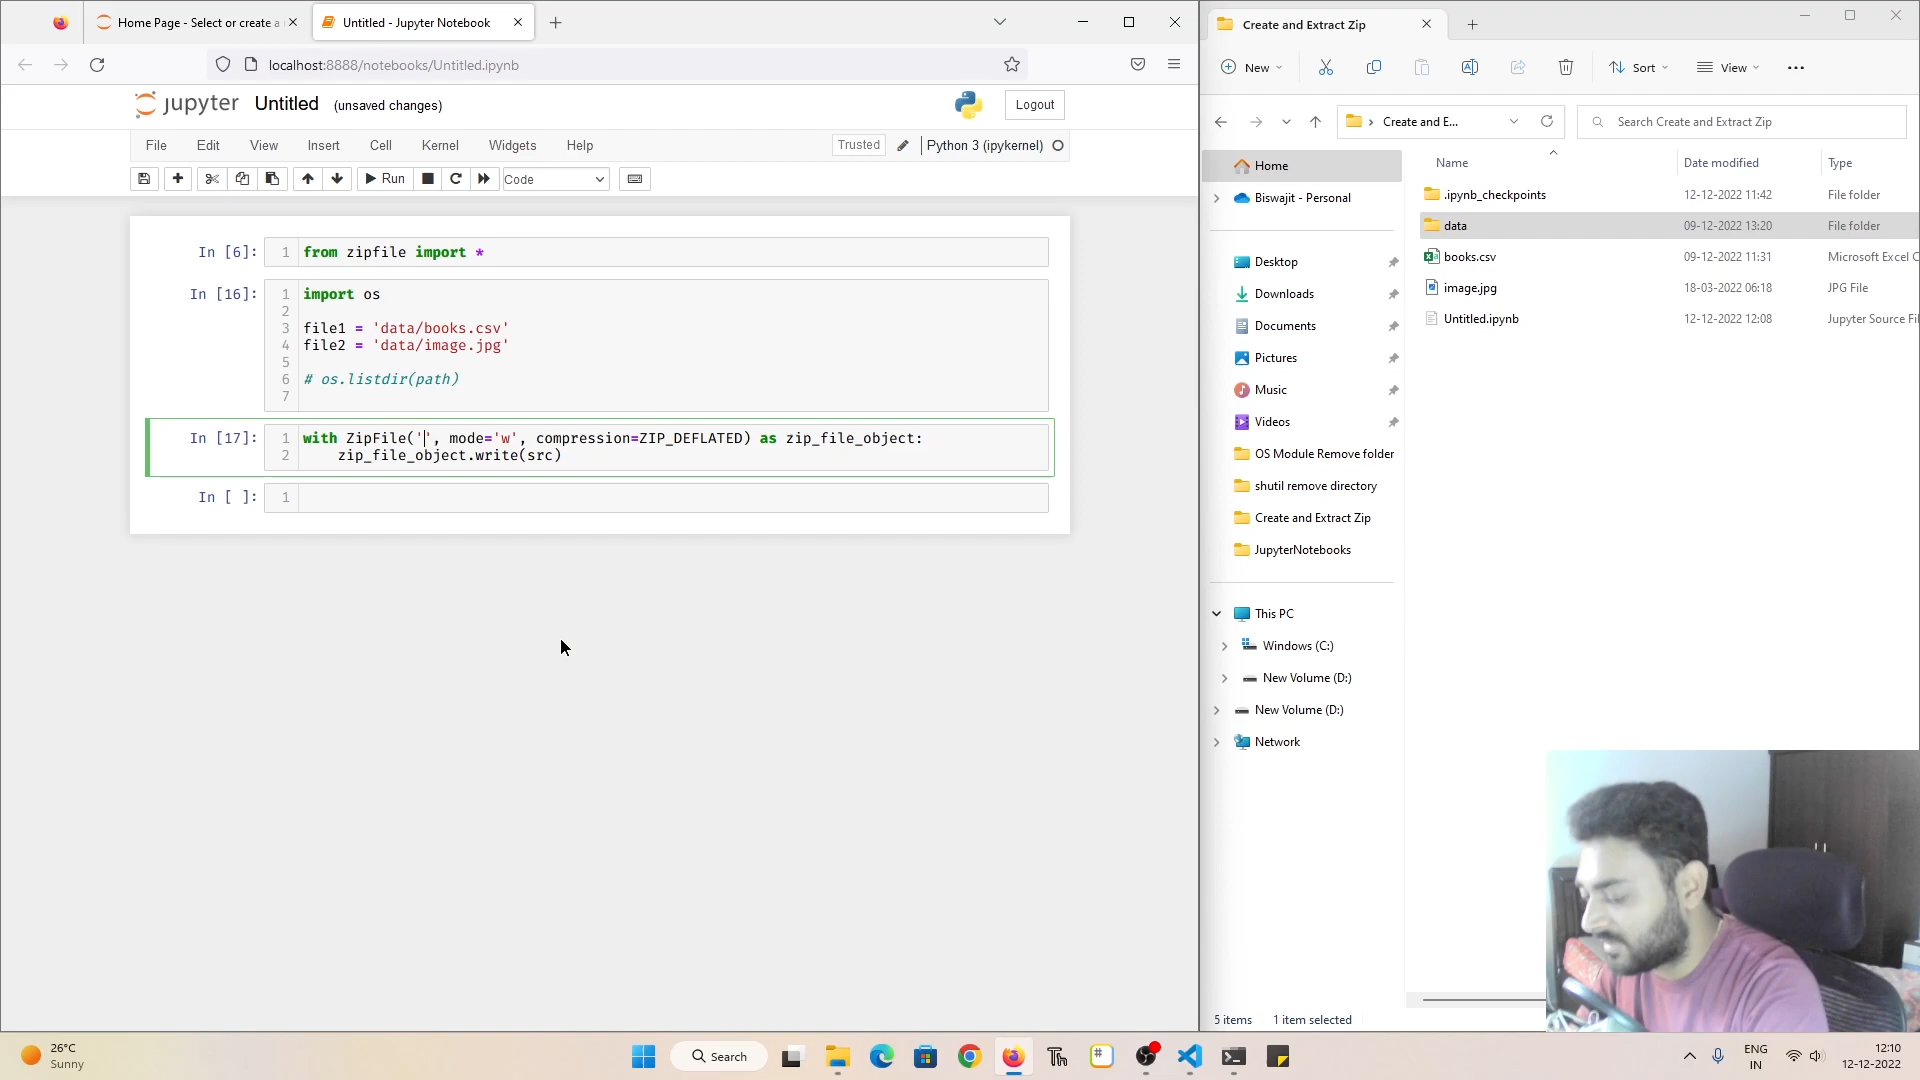 Home Page - Select or create a
Untitled - Jupyter Notebook
localhost:8888/notebooks/Untitled.ipynb
jupyter Untitled (unsaved changes)
Logout
File Edit View Insert Cell Kernel Widgets Help
Trusted Python 3 (ipykernel)
Run Code
In [6]: 1 from zipfile import *
In [16]: 1 import os
2
3 file1 = 'data/books.csv'
4 file2 = 'data/image.jpg'
5
6 # os.listdir(path)
7
In [17]: 1 with ZipFile('', mode='w', compression=ZIP_DEFLATED) as zip_file_object:
2 zip_file_object.write(src)
In [ ]: 1
Create and Extract Zip
New Sort View
Create and E... Search Create and Extract Zip
Home
Biswajit - Personal
Desktop
Downloads
Documents
Pictures
Music
Videos
OS Module Remove folder
shutil remove directory
Create and Extract Zip
JupyterNotebooks
This PC
Windows (C:)
New Volume (D:)
New Volume (D:)
Network
Name Date modified Type
.ipynb_checkpoints 12-12-2022 11:42 File folder
data 09-12-2022 13:20 File folder
books.csv 09-12-2022 11:31 Microsoft Excel C
image.jpg 18-03-2022 06:18 JPG File
Untitled.ipynb 12-12-2022 12:08 Jupyter Source Fil
5 items 1 item selected
26°C
Sunny
Search
ENG
IN
12:10
12-12-2022